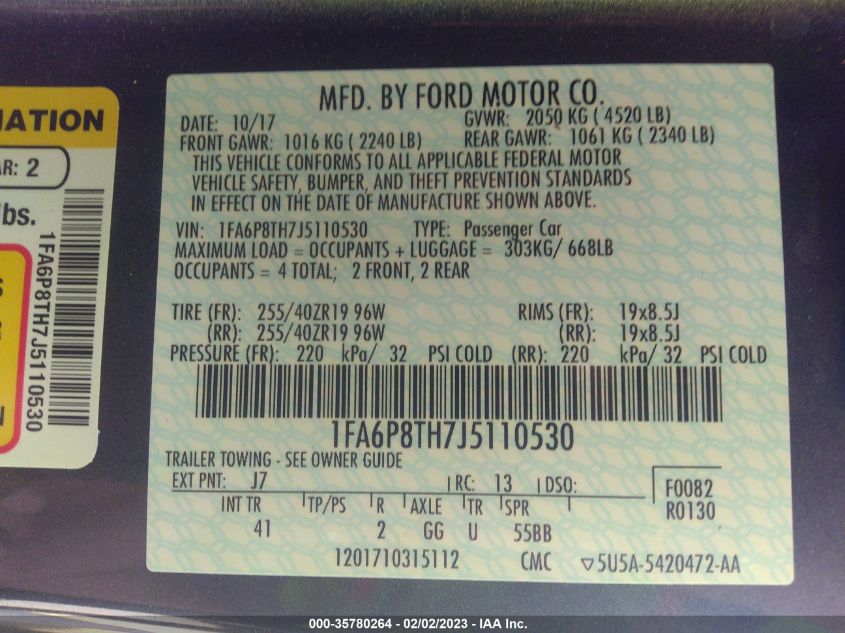 MFD. BY FORD MOTOR CO.
DATE: 10/17 GVWR: 2050 KG ( 4520 LB)
FRONT GAWR: 1016 KG ( 2240 LB) REAR GAWR: 1061 KG ( 2340 LB)
THIS VEHICLE CONFORMS TO ALL APPLICABLE FEDERAL MOTOR
VEHICLE SAFETY, BUMPER, AND THEFT PREVENTION STANDARDS
IN EFFECT ON THE DATE OF MANUFACTURE SHOWN ABOVE.
VIN: 1FA6P8TH7J5110530 TYPE: Passenger Car
MAXIMUM LOAD = OCCUPANTS + LUGGAGE = 303KG/ 668LB
OCCUPANTS = 4 TOTAL; 2 FRONT, 2 REAR
TIRE (FR): 255/40ZR19 96W RIMS (FR): 19x8.5J
(RR): 255/40ZR19 96W (RR): 19x8.5J
PRESSURE (FR): 220 kPa/ 32 PSI COLD (RR): 220 kPa/ 32 PSI COLD
1FA6P8TH7J5110530
TRAILER TOWING - SEE OWNER GUIDE
EXT PNT: J7 RC: 13 DSO: F0082
R0130
INT TR TP/PS R AXLE TR SPR
41 2 GG U 55BB
1201710315112 CMC ▽5U5A-5420472-AA
AR: 2
lbs.
1FA6P8TH7J5110530
000-35780264 - 02/02/2023 - IAA Inc.